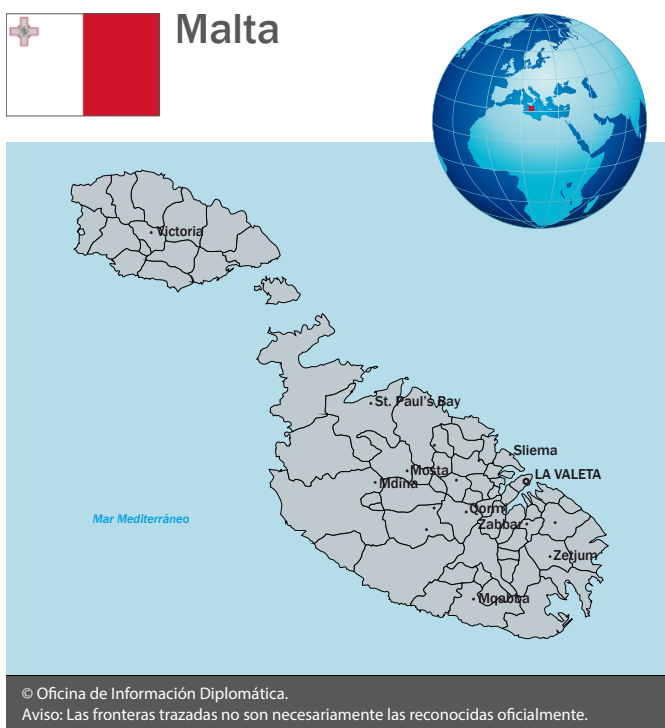 Malta
Victoria
St. Paul's Bay
Sliema
Mosta
LA VALETA
Mdina
Qormi
Mar Mediterráneo
Zabbar
Zetjum
Mqabba
© Oficina de Información Diplomática.
Aviso: Las fronteras trazadas no son necesariamente las reconocidas oficialmente.